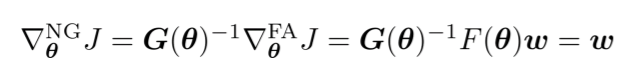 ∇_𝜽^NG J = 𝑮(𝜽)^−1 ∇_𝜽^FA J = 𝑮(𝜽)^−1 F(𝜽)𝒘 = 𝒘